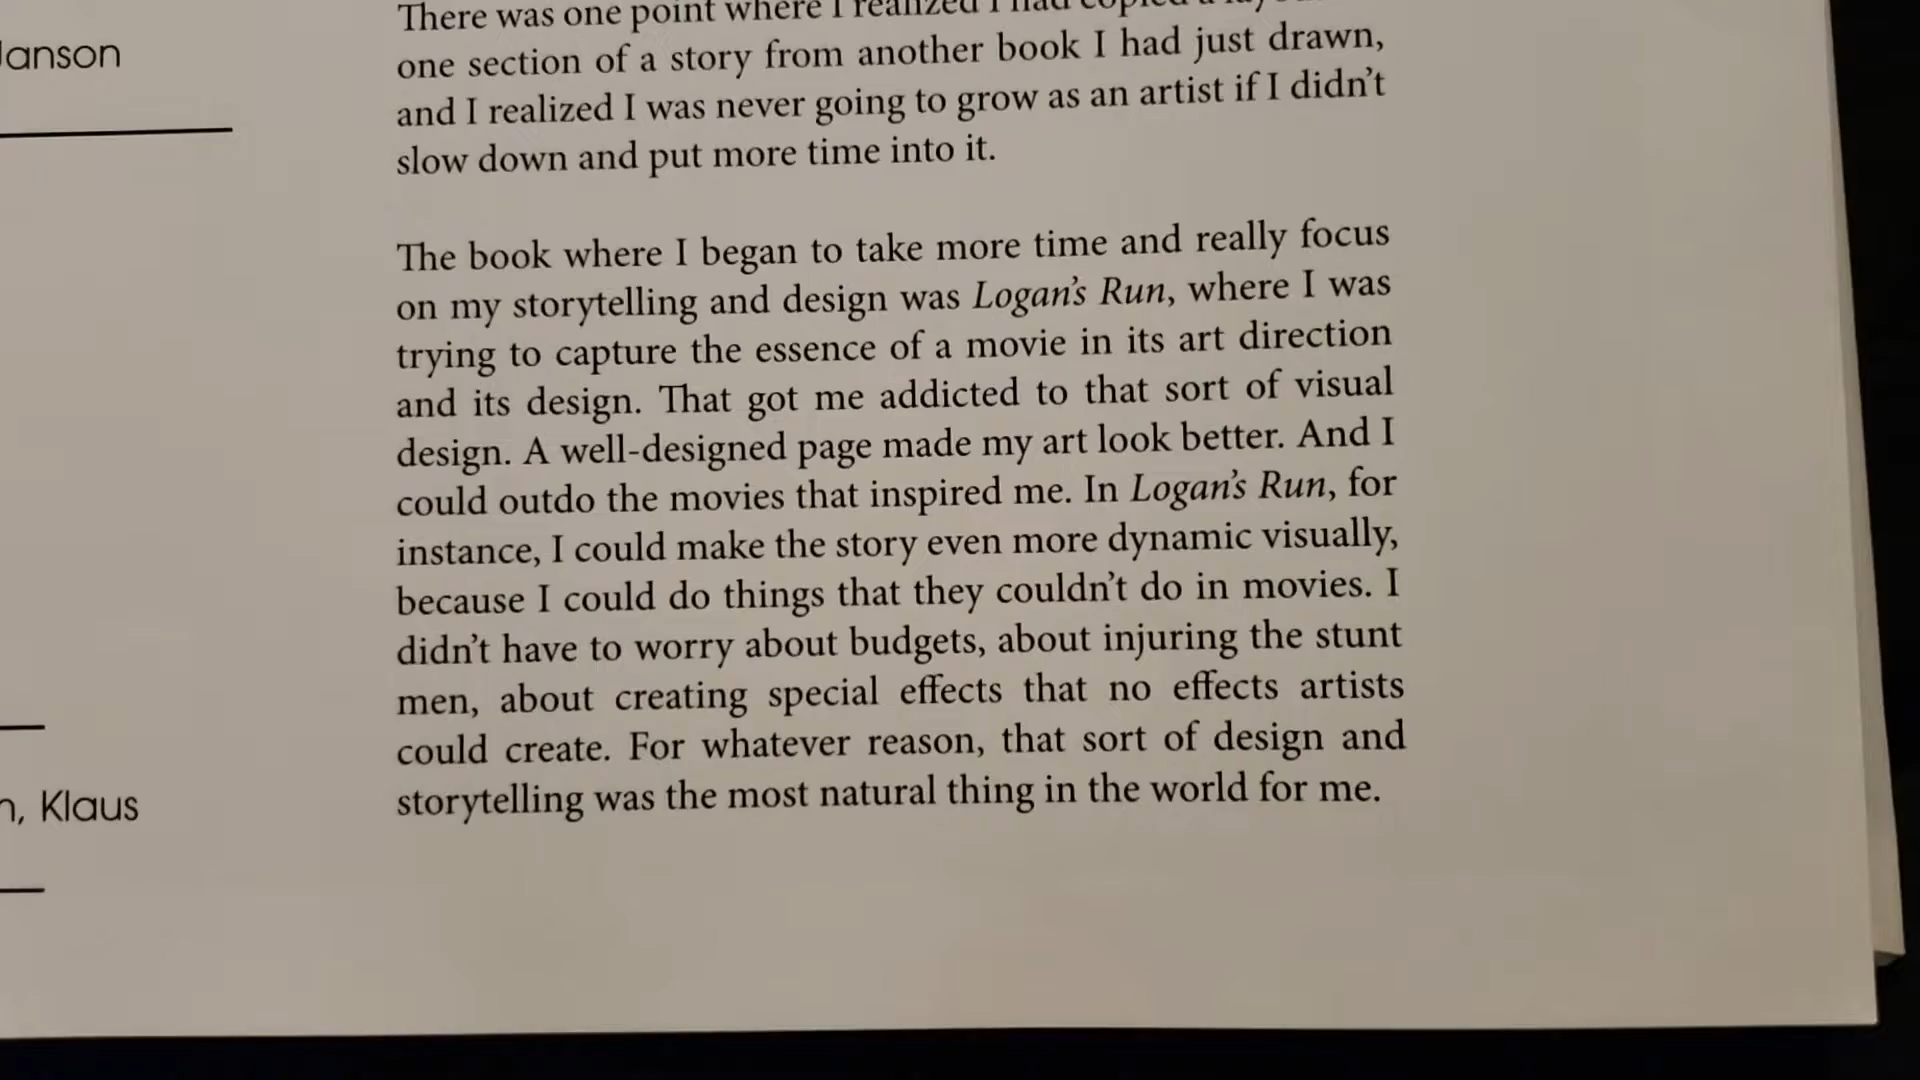 Janson
n, Klaus
There was one point where I realized I had copied a
one section of a story from another book I had just drawn,
and I realized I was never going to grow as an artist if I didn't
slow down and put more time into it.
The book where I began to take more time and really focus
on my storytelling and design was Logan's Run, where I was
trying to capture the essence of a movie in its art direction
and its design. That got me addicted to that sort of visual
design. A well-designed page made my art look better. And I
could outdo the movies that inspired me. In Logan's Run, for
instance, I could make the story even more dynamic visually,
because I could do things that they couldn't do in movies. I
didn't have to worry about budgets, about injuring the stunt
men, about creating special effects that no effects artists
could create. For whatever reason, that sort of design and
storytelling was the most natural thing in the world for me.